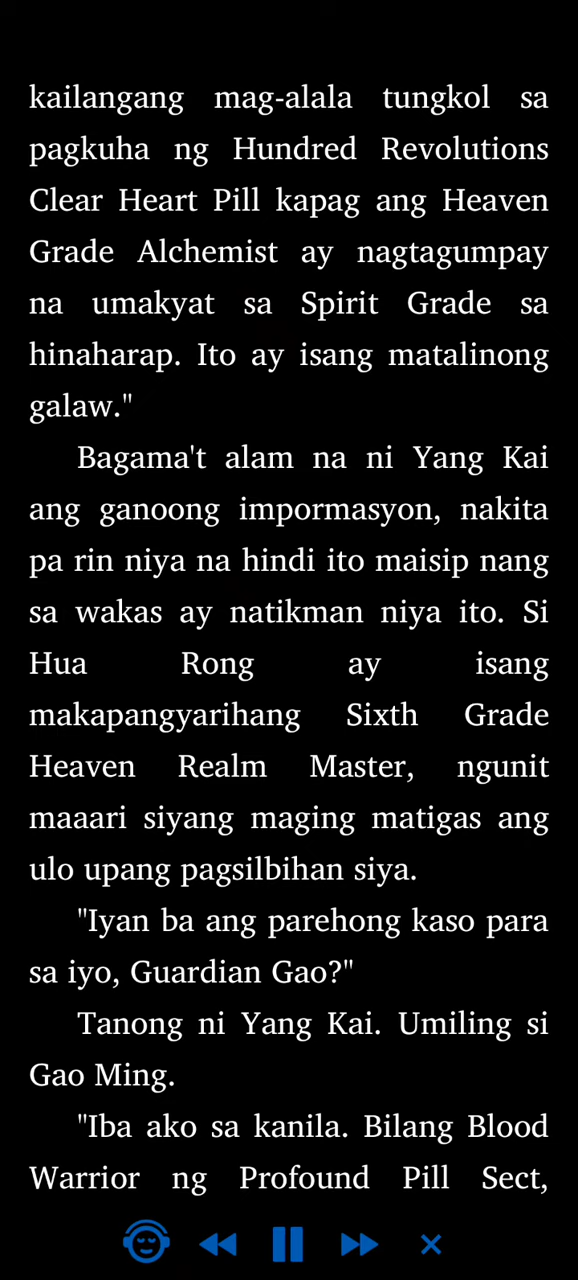 kailangang mag-alala tungkol sa
pagkuha ng Hundred Revolutions
Clear Heart Pill kapag ang Heaven
Grade Alchemist ay nagtagumpay
na umakyat sa Spirit Grade sa
hinaharap. Ito ay isang matalinong
galaw."
Bagama't alam na ni Yang Kai
ang ganoong impormasyon, nakita
pa rin niya na hindi ito maisip nang
sa wakas ay natikman niya ito. Si
Hua Rong ay isang
makapangyarihang Sixth Grade
Heaven Realm Master, ngunit
maaari siyang maging matigas ang
ulo upang pagsilbihan siya.
"Iyan ba ang parehong kaso para
sa iyo, Guardian Gao?"
Tanong ni Yang Kai. Umiling si
Gao Ming.
"Iba ako sa kanila. Bilang Blood
Warrior ng Profound Pill Sect,